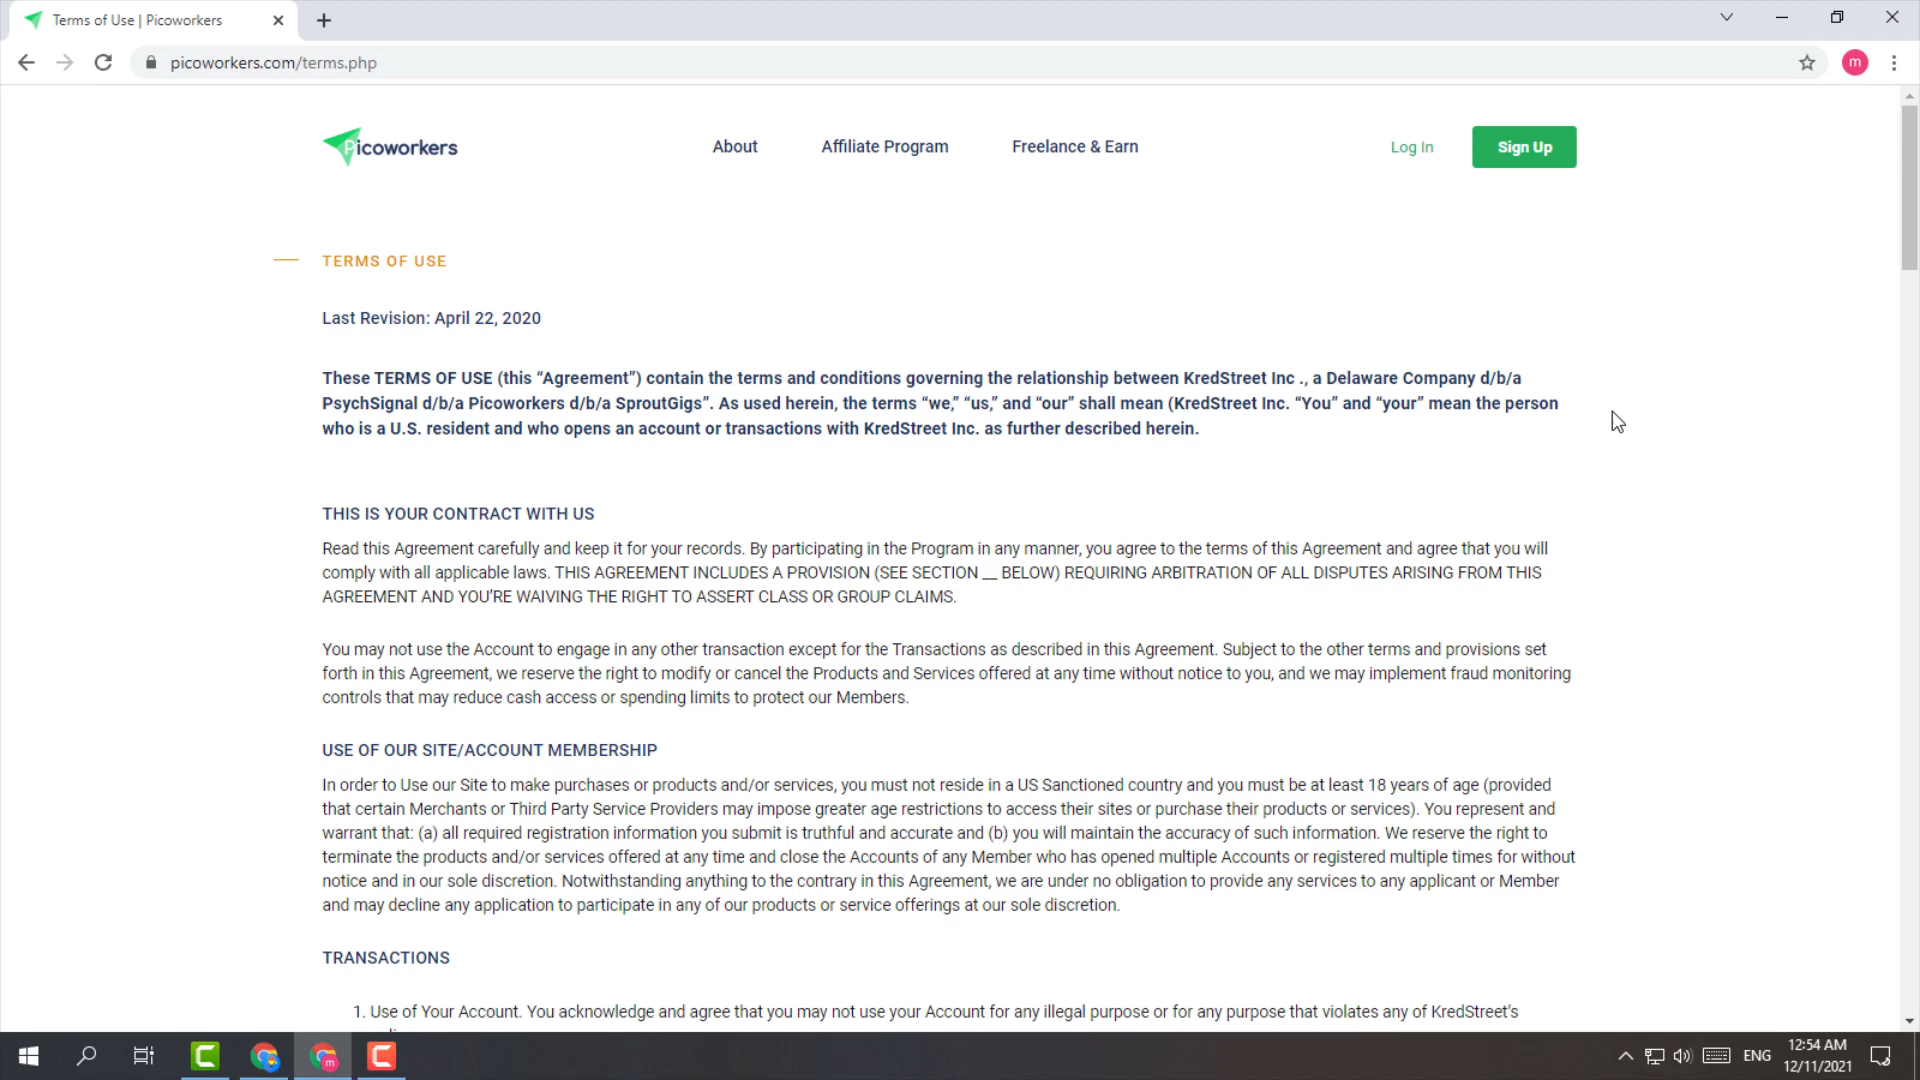 Terms of Use | Picoworkers
picoworkers.com/terms.php
m
Picoworkers
About
Affiliate Program
Freelance & Earn
Log In
Sign Up
TERMS OF USE
Last Revision: April 22, 2020
These TERMS OF USE (this “Agreement”) contain the terms and conditions governing the relationship between KredStreet Inc ., a Delaware Company d/b/a
PsychSignal d/b/a Picoworkers d/b/a SproutGigs”. As used herein, the terms “we,” “us,” and “our” shall mean (KredStreet Inc. “You” and “your” mean the person
who is a U.S. resident and who opens an account or transactions with KredStreet Inc. as further described herein.
THIS IS YOUR CONTRACT WITH US
Read this Agreement carefully and keep it for your records. By participating in the Program in any manner, you agree to the terms of this Agreement and agree that you will
comply with all applicable laws. THIS AGREEMENT INCLUDES A PROVISION (SEE SECTION __ BELOW) REQUIRING ARBITRATION OF ALL DISPUTES ARISING FROM THIS
AGREEMENT AND YOU’RE WAIVING THE RIGHT TO ASSERT CLASS OR GROUP CLAIMS.
You may not use the Account to engage in any other transaction except for the Transactions as described in this Agreement. Subject to the other terms and provisions set
forth in this Agreement, we reserve the right to modify or cancel the Products and Services offered at any time without notice to you, and we may implement fraud monitoring
controls that may reduce cash access or spending limits to protect our Members.
USE OF OUR SITE/ACCOUNT MEMBERSHIP
In order to Use our Site to make purchases or products and/or services, you must not reside in a US Sanctioned country and you must be at least 18 years of age (provided
that certain Merchants or Third Party Service Providers may impose greater age restrictions to access their sites or purchase their products or services). You represent and
warrant that: (a) all required registration information you submit is truthful and accurate and (b) you will maintain the accuracy of such information. We reserve the right to
terminate the products and/or services offered at any time and close the Accounts of any Member who has opened multiple Accounts or registered multiple times for without
notice and in our sole discretion. Notwithstanding anything to the contrary in this Agreement, we are under no obligation to provide any services to any applicant or Member
and may decline any application to participate in any of our products or service offerings at our sole discretion.
TRANSACTIONS
1. Use of Your Account. You acknowledge and agree that you may not use your Account for any illegal purpose or for any purpose that violates any of KredStreet’s
ENG
12:54 AM
12/11/2021